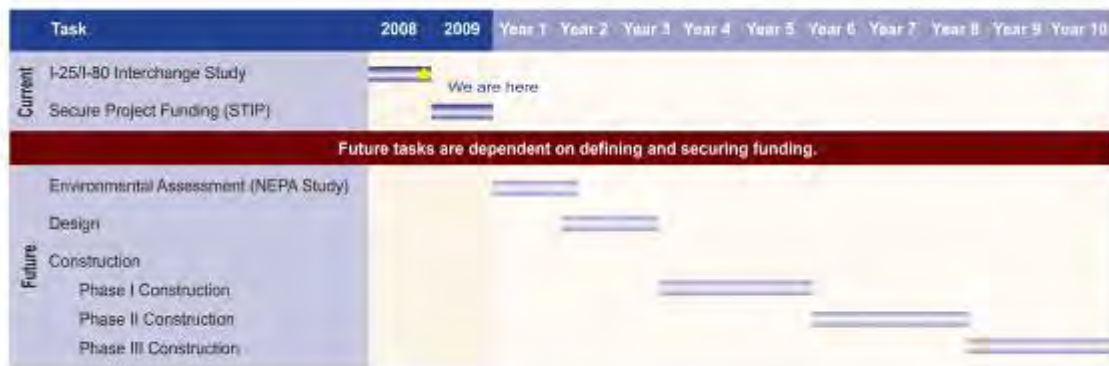 Task 2008 2009 Year 1 Year 2 Year 3 Year 4 Year 5 Year 6 Year 7 Year 8 Year 9 Year 10
Current
I-25/I-80 Interchange Study
We are here
Secure Project Funding (STIP)
Future tasks are dependent on defining and securing funding.
Future
Environmental Assessment (NEPA Study)
Design
Construction
Phase I Construction
Phase II Construction
Phase III Construction